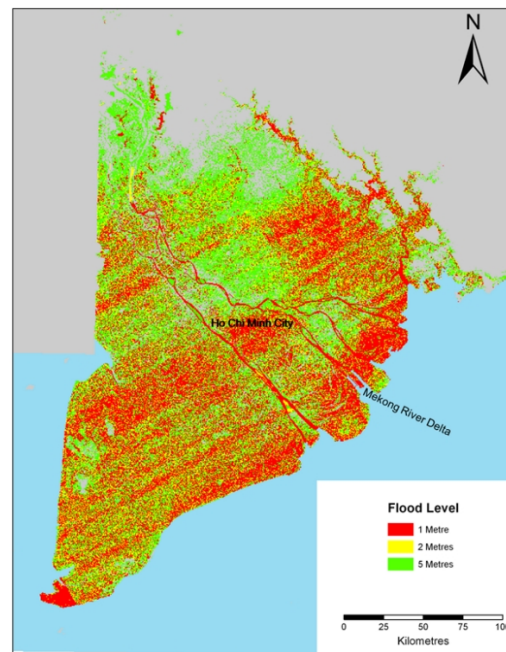 N
Ho Chi Minh City
Mekong River Delta
Flood Level
1 Metre
2 Metres
5 Metres
0 25 50 75 100
Kilometres